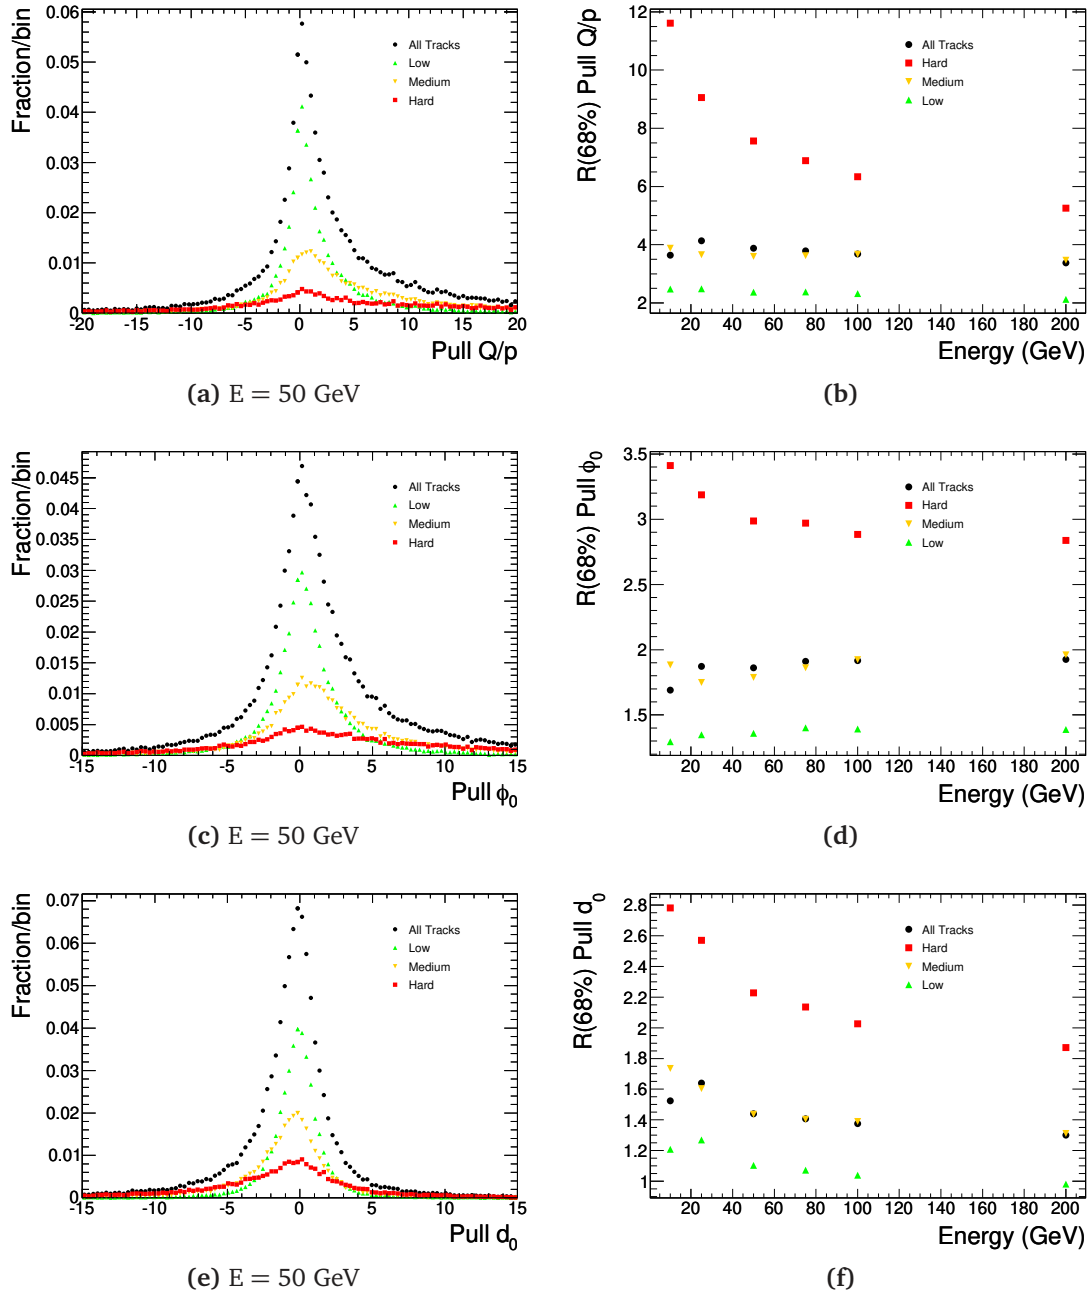 Fraction/bin
0.06
0.05
0.04
0.03
0.02
0.01
0
-20 -15 -10 -5 0 5 10 15 20
Pull Q/p
All Tracks
Low
Medium
Hard
(a) E = 50 GeV
R(68%) Pull Q/p
12
10
8
6
4
2
20 40 60 80 100 120 140 160 180 200
Energy (GeV)
All Tracks
Hard
Medium
Low
(b)
Fraction/bin
0.045
0.04
0.035
0.03
0.025
0.02
0.015
0.01
0.005
0
-15 -10 -5 0 5 10 15
Pull ϕ₀
All Tracks
Low
Medium
Hard
(c) E = 50 GeV
R(68%) Pull ϕ₀
3.5
3
2.5
2
1.5
20 40 60 80 100 120 140 160 180 200
Energy (GeV)
All Tracks
Hard
Medium
Low
(d)
Fraction/bin
0.07
0.06
0.05
0.04
0.03
0.02
0.01
0
-15 -10 -5 0 5 10 15
Pull d₀
All Tracks
Low
Medium
Hard
(e) E = 50 GeV
R(68%) Pull d₀
2.8
2.6
2.4
2.2
2
1.8
1.6
1.4
1.2
1
20 40 60 80 100 120 140 160 180 200
Energy (GeV)
All Tracks
Hard
Medium
Low
(f)